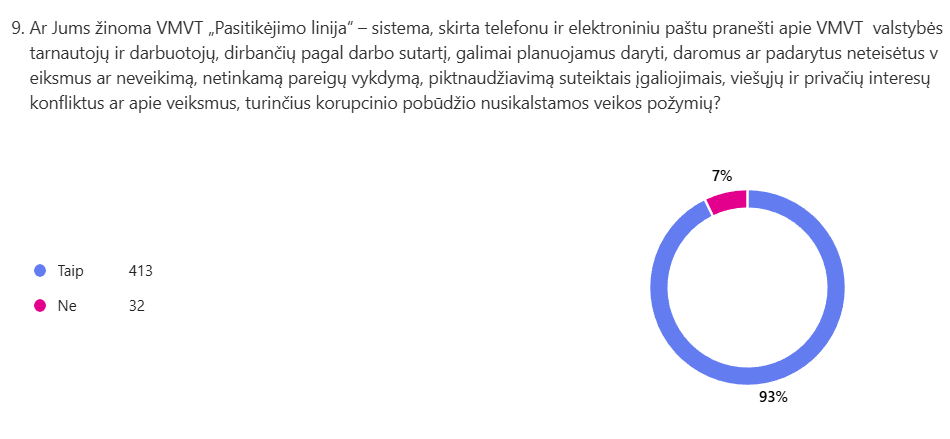 9. Ar Jums žinoma VMVT „Pasitikėjimo linija“ – sistema, skirta telefonu ir elektroniniu paštu pranešti apie VMVT valstybės
tarnautojų ir darbuotojų, dirbančių pagal darbo sutartį, galimai planuojamus daryti, daromus ar padarytus neteisėtus v
eiksmus ar neveikimą, netinkamą pareigų vykdymą, piktnaudžiavimą suteiktais įgaliojimais, viešųjų ir privačių interesų
konfliktus ar apie veiksmus, turinčius korupcinio pobūdžio nusikalstamos veikos požymių?
7%
Taip 413
Ne 32
93%